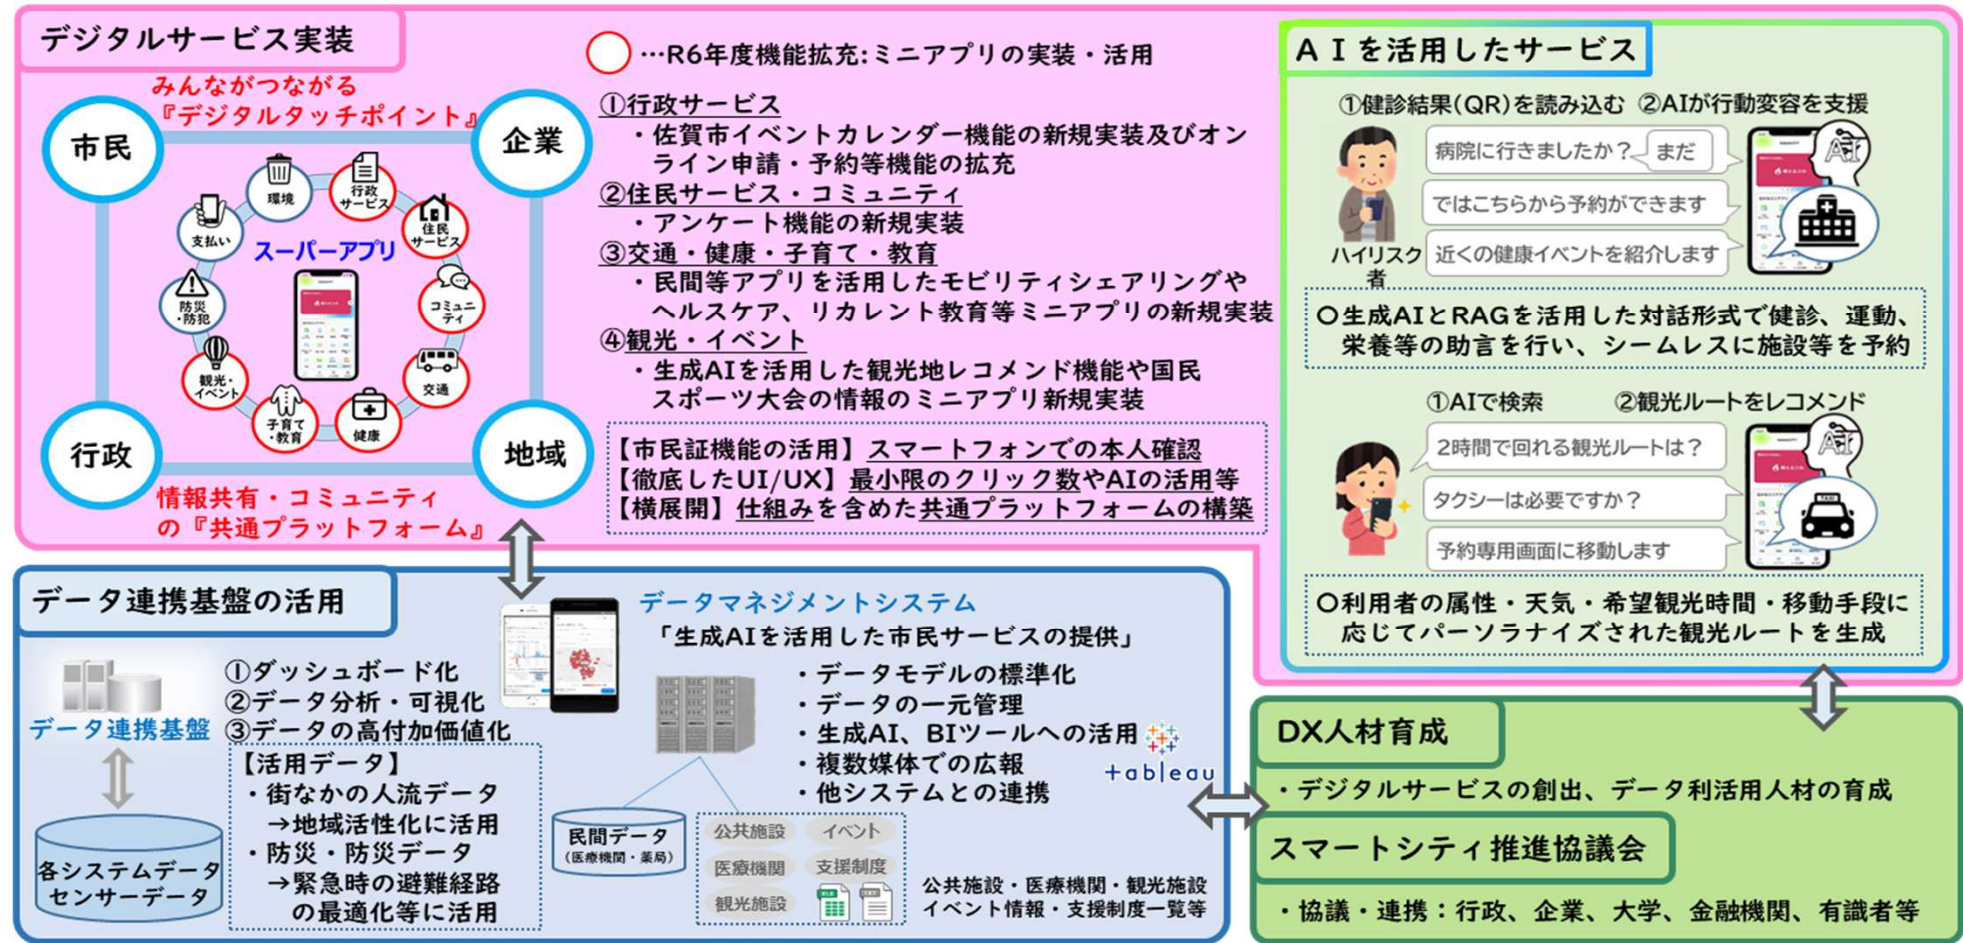 デジタルサービス実装
みんながつながる
『デジタルタッチポイント』
市民
企業
行政
地域
環境
行政
サービス
住民
サービス
コミュニ
ティ
交通
健康
子育て
・教育
観光・
イベント
防災
・防犯
支払い
スーパーアプリ
情報共有・コミュニティ
の『共通プラットフォーム』
…R6年度機能拡充:ミニアプリの実装・活用
①行政サービス
・佐賀市イベントカレンダー機能の新規実装及びオン
ライン申請・予約等機能の拡充
②住民サービス・コミュニティ
・アンケート機能の新規実装
③交通・健康・子育て・教育
・民間等アプリを活用したモビリティシェアリングや
ヘルスケア、リカレント教育等ミニアプリの新規実装
④観光・イベント
・生成AIを活用した観光地レコメンド機能や国民
スポーツ大会の情報のミニアプリ新規実装
【市民証機能の活用】スマートフォンでの本人確認
【徹底したUI/UX】最小限のクリック数やAIの活用等
【横展開】仕組みを含めた共通プラットフォームの構築
AIを活用したサービス
①健診結果(QR)を読み込む ②AIが行動変容を支援
病院に行きましたか？ まだ
ではこちらから予約ができます
近くの健康イベントを紹介します
ハイリスク
者
AI
〇生成AIとRAGを活用した対話形式で健診、運動、
栄養等の助言を行い、シームレスに施設等を予約
①AIで検索 ②観光ルートをレコメンド
2時間で回れる観光ルートは？
タクシーは必要ですか？
予約専用画面に移動します
AI
TAXI
〇利用者の属性・天気・希望観光時間・移動手段に
応じてパーソラナイズされた観光ルートを生成
データ連携基盤の活用
データ連携基盤
各システムデータ
センサーデータ
①ダッシュボード化
②データ分析・可視化
③データの高付加価値化
【活用データ】
・街なかの人流データ
→地域活性化に活用
・防災・防災データ
→緊急時の避難経路
の最適化等に活用
データマネジメントシステム
「生成AIを活用した市民サービスの提供」
・データモデルの標準化
・データの一元管理
・生成AI、BIツールへの活用
・複数媒体での広報
・他システムとの連携
+ableau
民間データ
(医療機関・薬局)
公共施設 イベント
医療機関 支援制度
観光施設
公共施設・医療機関・観光施設
イベント情報・支援制度一覧等
DX人材育成
・デジタルサービスの創出、データ利活用人材の育成
スマートシティ推進協議会
・協議・連携：行政、企業、大学、金融機関、有識者等